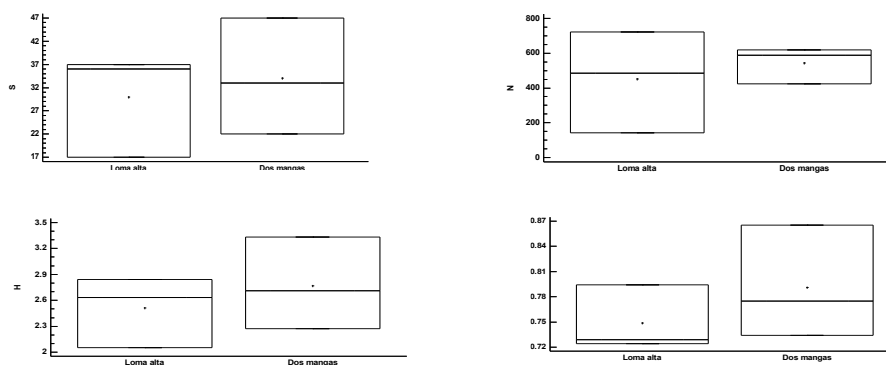 47
42
37
32
27
22
17
S
Loma alta
Dos mangas
800
600
400
200
0
N
Loma alta
Dos mangas
3.5
3.2
2.9
2.6
2.3
2
H
Loma alta
Dos mangas
0.87
0.84
0.81
0.78
0.75
0.72
Loma alta
Dos mangas